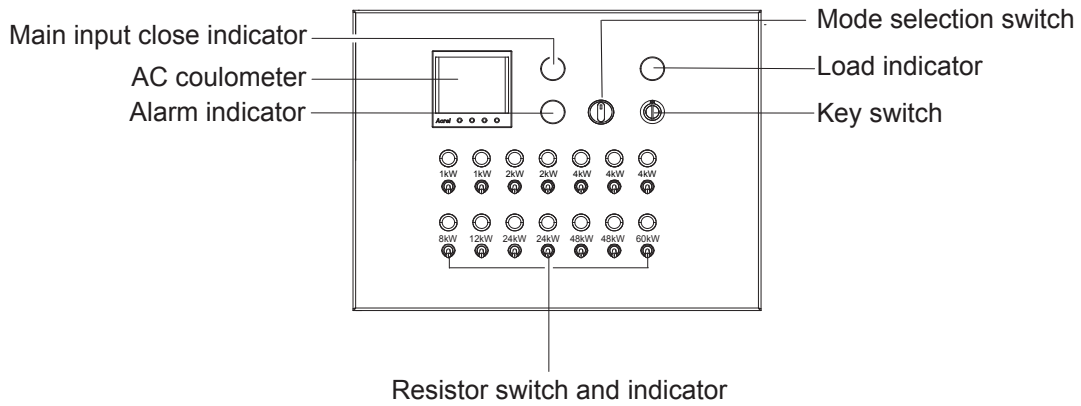 Mode selection switch
Main input close indicator
AC coulometer
Load indicator
Alarm indicator
Key switch
Acrel
1kW 1kW 2kW 2kW 4kW 4kW 4kW
8kW 12kW 24kW 24kW 48kW 48kW 60kW
Resistor switch and indicator